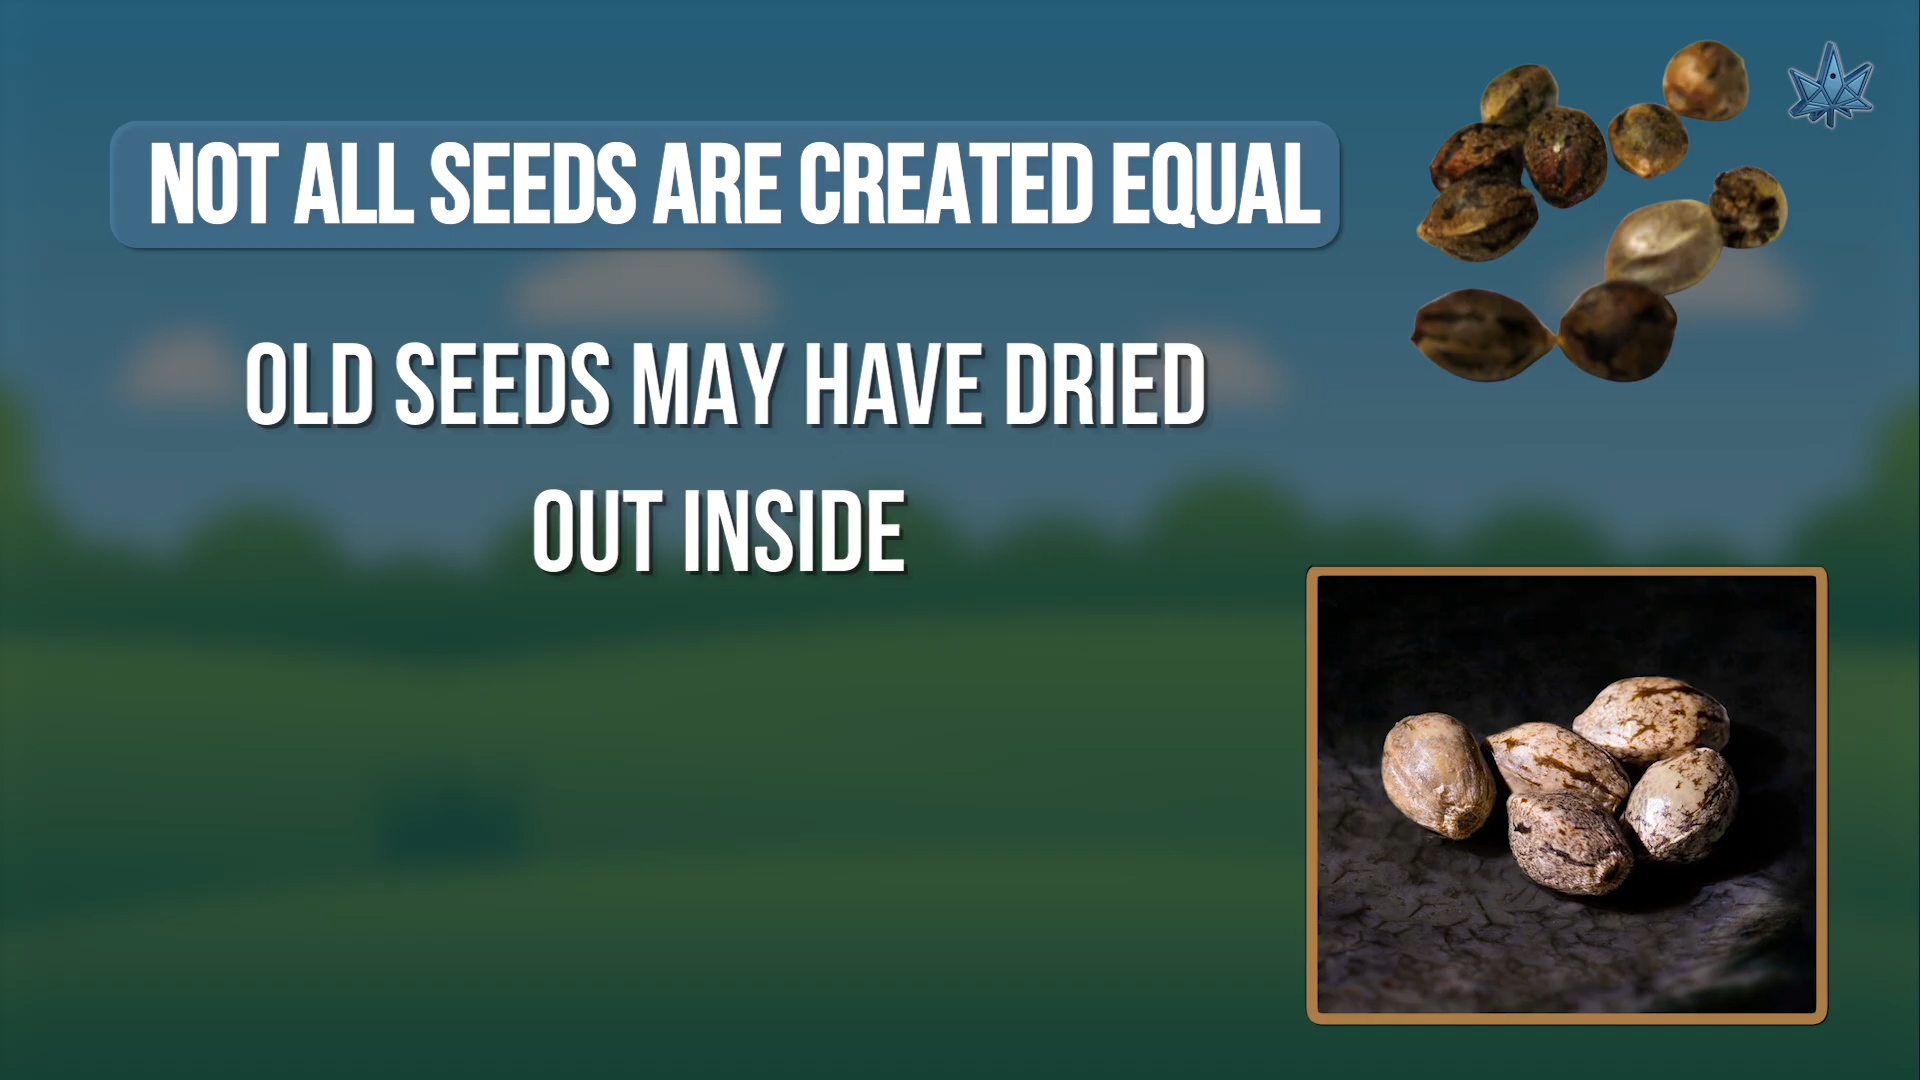 NOT ALL SEEDS ARE CREATED EQUAL
OLD SEEDS MAY HAVE DRIED
OUT INSIDE